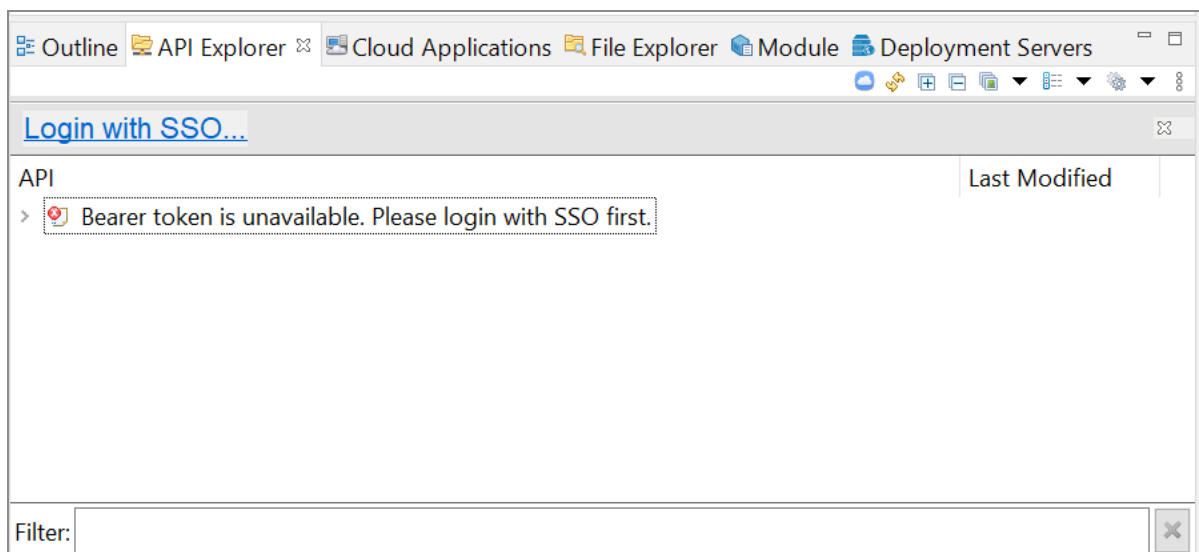 Outline API Explorer Cloud Applications File Explorer Module Deployment Servers
Login with SSO...
API Last Modified
Bearer token is unavailable. Please login with SSO first.
Filter: